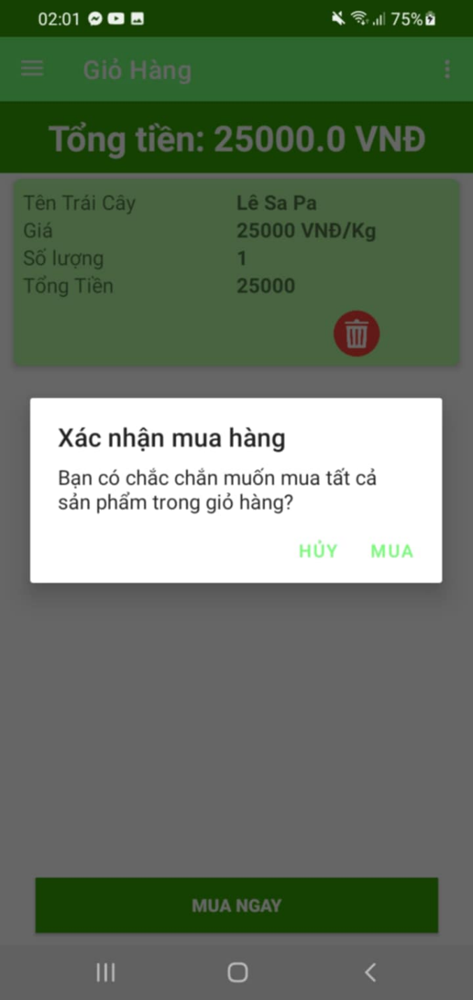 02:01 75%
Giỏ Hàng
Tổng tiền: 25000.0 VNĐ
Tên Trái Cây Lê Sa Pa
Giá 25000 VNĐ/Kg
Số lượng 1
Tổng Tiền 25000
Xác nhận mua hàng
Bạn có chắc chắn muốn mua tất cả
sản phẩm trong giỏ hàng?
HỦY MUA
MUA NGAY